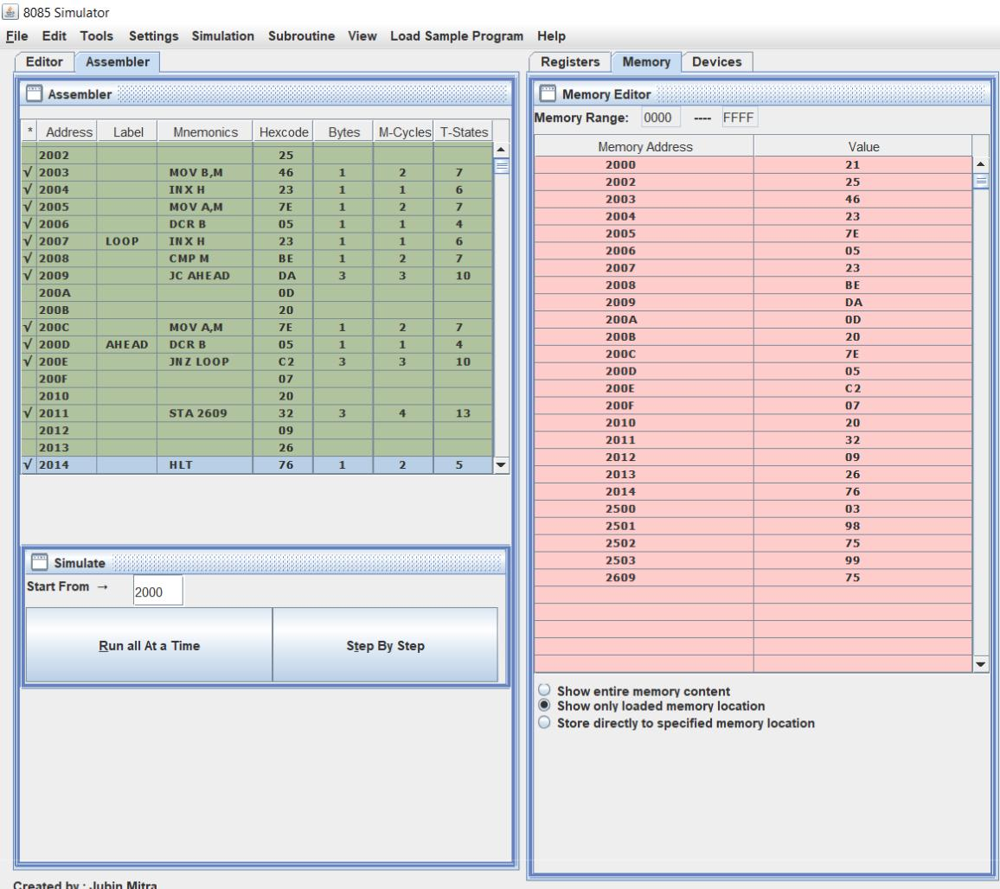 8085 Simulator
File Edit Tools Settings Simulation Subroutine View Load Sample Program Help
Editor Assembler
Assembler
* Address Label Mnemonics Hexcode Bytes M-Cycles T-States
2002 25
√ 2003 MOV B,M 46 1 2 7
√ 2004 INX H 23 1 1 6
√ 2005 MOV A,M 7E 1 2 7
√ 2006 DCR B 05 1 1 4
√ 2007 LOOP INX H 23 1 1 6
√ 2008 CMP M BE 1 2 7
√ 2009 JC AHEAD DA 3 3 10
200A 0D
200B 20
√ 200C MOV A,M 7E 1 2 7
√ 200D AHEAD DCR B 05 1 1 4
√ 200E JNZ LOOP C2 3 3 10
200F 07
2010 20
√ 2011 STA 2609 32 3 4 13
2012 09
2013 26
√ 2014 HLT 76 1 2 5
Simulate
Start From → 2000
Run all At a Time Step By Step
Created by : Jubin Mitra
Registers Memory Devices
Memory Editor
Memory Range: 0000 ---- FFFF
Memory Address Value
2000 21
2002 25
2003 46
2004 23
2005 7E
2006 05
2007 23
2008 BE
2009 DA
200A 0D
200B 20
200C 7E
200D 05
200E C2
200F 07
2010 20
2011 32
2012 09
2013 26
2014 76
2500 03
2501 98
2502 75
2503 99
2609 75
Show entire memory content
Show only loaded memory location
Store directly to specified memory location